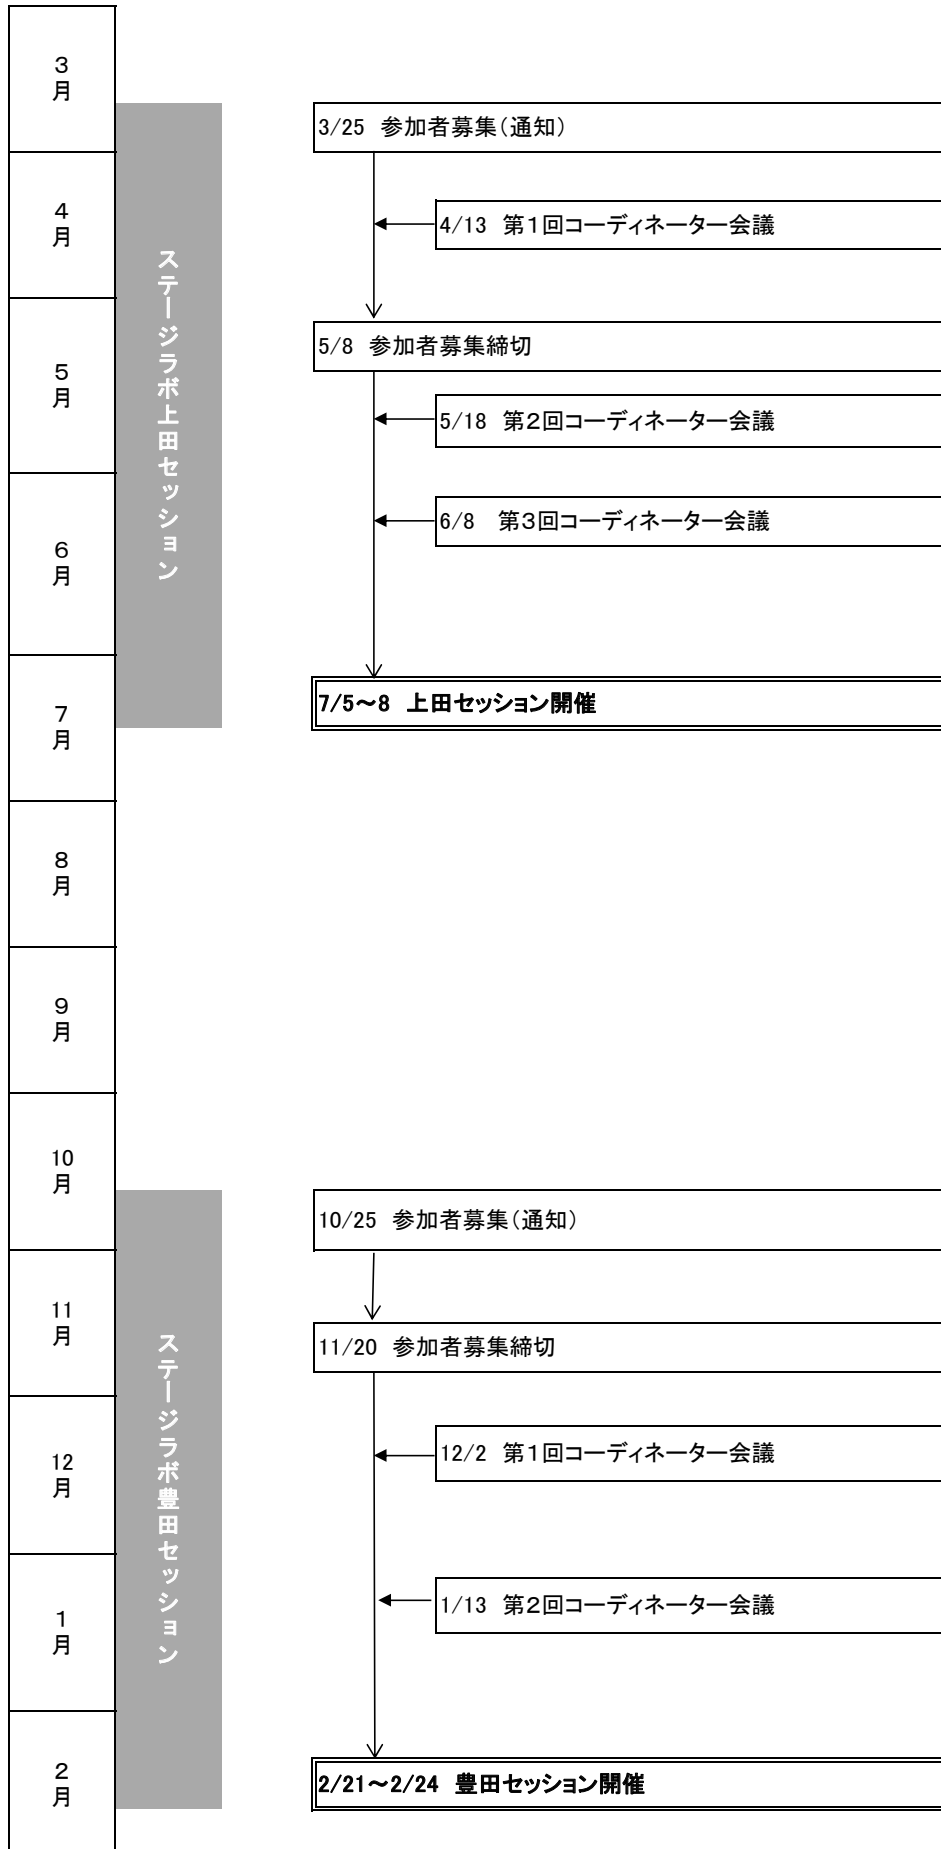 3月
4月
5月
6月
7月
8月
9月
10月
11月
12月
1月
2月
ステージラボ上田セッション
3/25 参加者募集(通知)
4/13 第1回コーディネーター会議
5/8 参加者募集締切
5/18 第2回コーディネーター会議
6/8 第3回コーディネーター会議
7/5～8 上田セッション開催
ステージラボ豊田セッション
10/25 参加者募集(通知)
11/20 参加者募集締切
12/2 第1回コーディネーター会議
1/13 第2回コーディネーター会議
2/21～2/24 豊田セッション開催